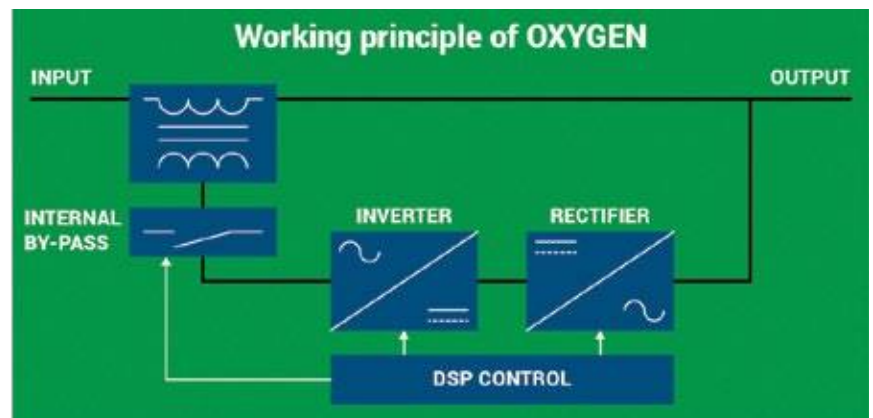 Working principle of OXYGEN
INPUT
OUTPUT
INTERNAL
BY-PASS
INVERTER
RECTIFIER
DSP CONTROL